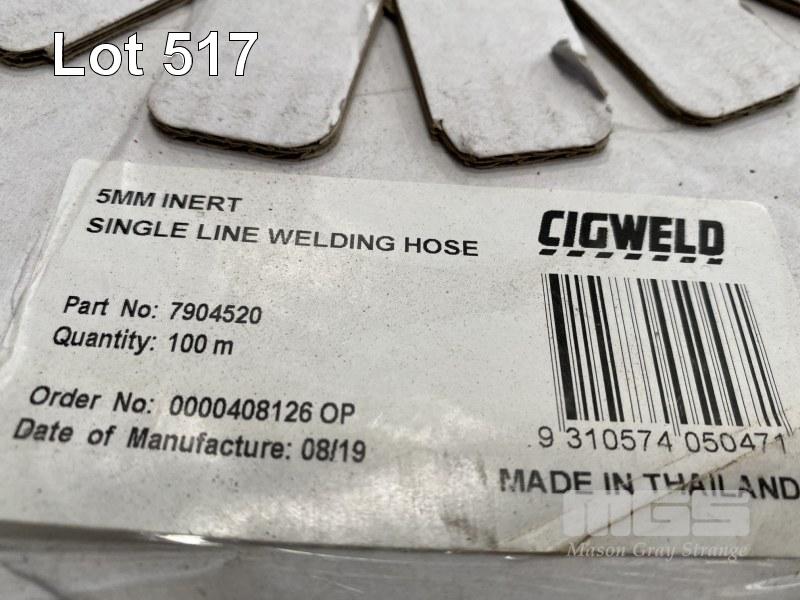 Lot 517
5MM INERT
SINGLE LINE WELDING HOSE
CIGWELD
Part No: 7904520
Quantity: 100 m
Order No: 0000408126 OP
Date of Manufacture: 08/19
9 310574 050471
MADE IN THAILAND
MGS
Mason Gray Strange